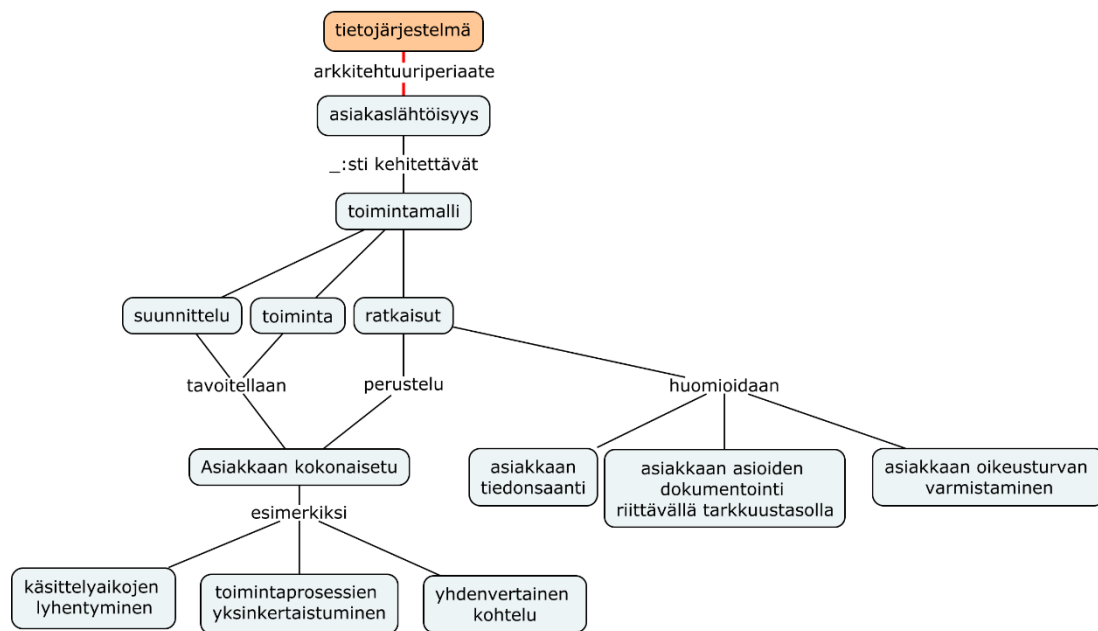 tietojärjestelmä
arkkitehtuuriperiaate
asiakaslähtöisyys
_:sti kehitettävät
toimintamalli
suunnittelu
toiminta
ratkaisut
tavoitellaan
perustelu
huomioidaan
Asiakkaan kokonaisetu
asiakkaan
tiedonsaanti
asiakkaan asioiden
dokumentointi
riittävällä tarkkuustasolla
asiakkaan oikeusturvan
varmistaminen
esimerkiksi
käsittelyaikojen
lyhentyminen
toimintaprosessien
yksinkertaistuminen
yhdenvertainen
kohtelu